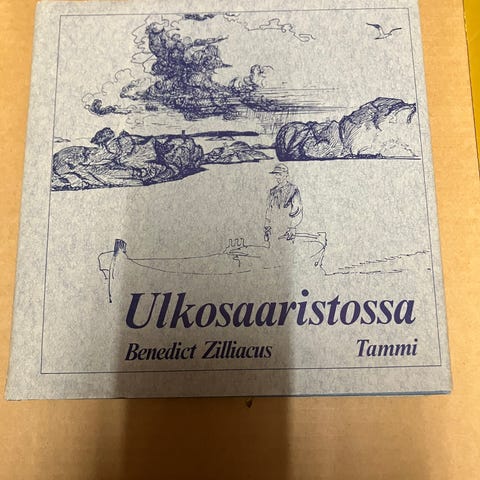 Ulkosaaristossa
Benedict Zilliacus Tammi